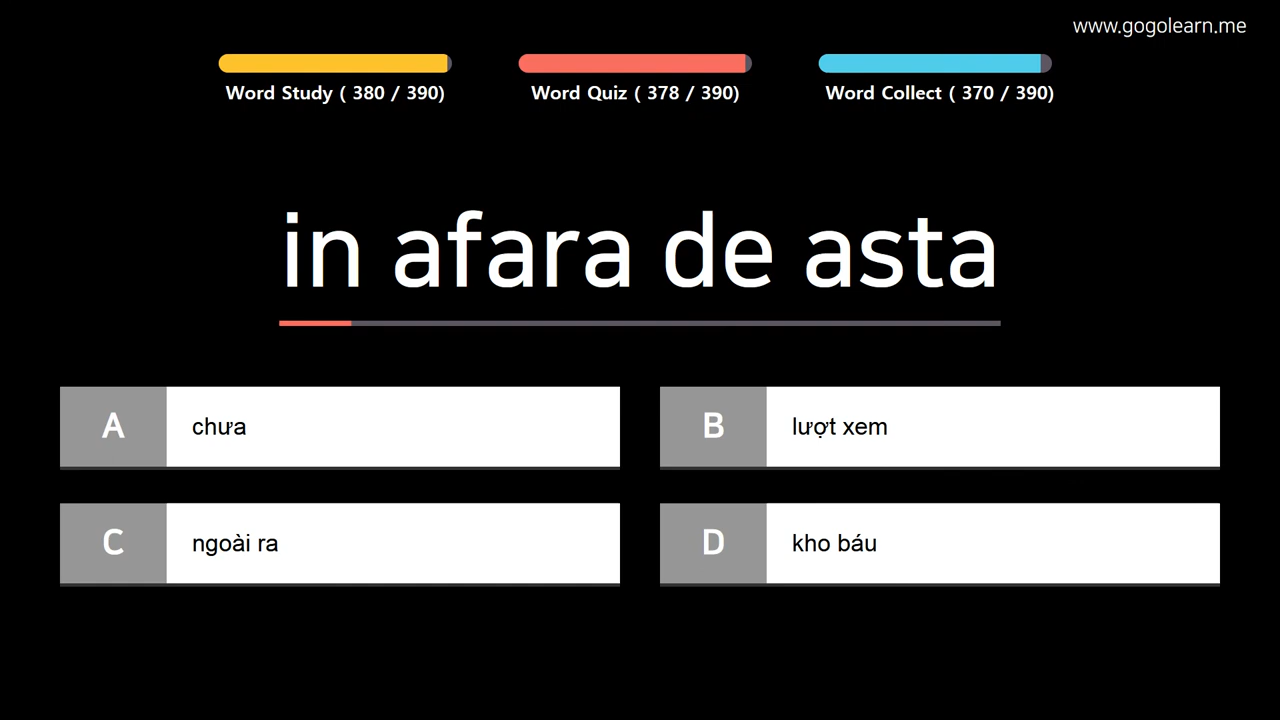 www.gogolearn.me
Word Study ( 380 / 390)
Word Quiz ( 378 / 390)
Word Collect ( 370 / 390)
in afara de asta
A chưa
B lượt xem
C ngoài ra
D kho báu